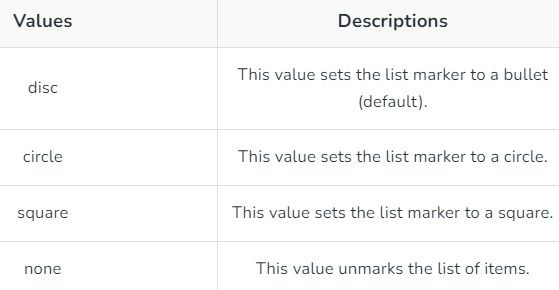 Values Descriptions
disc This value sets the list marker to a bullet
(default).
circle This value sets the list marker to a circle.
square This value sets the list marker to a square.
none This value unmarks the list of items.